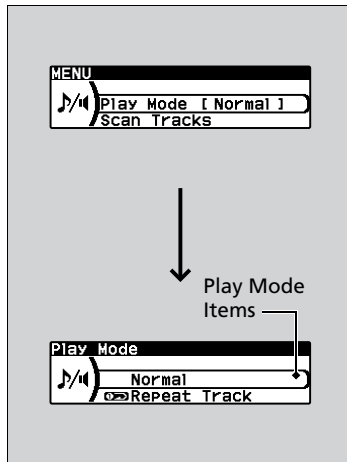 MENU
Play Mode [ Normal ]
Scan Tracks
Play Mode
Items
Play Mode
Normal
Repeat Track